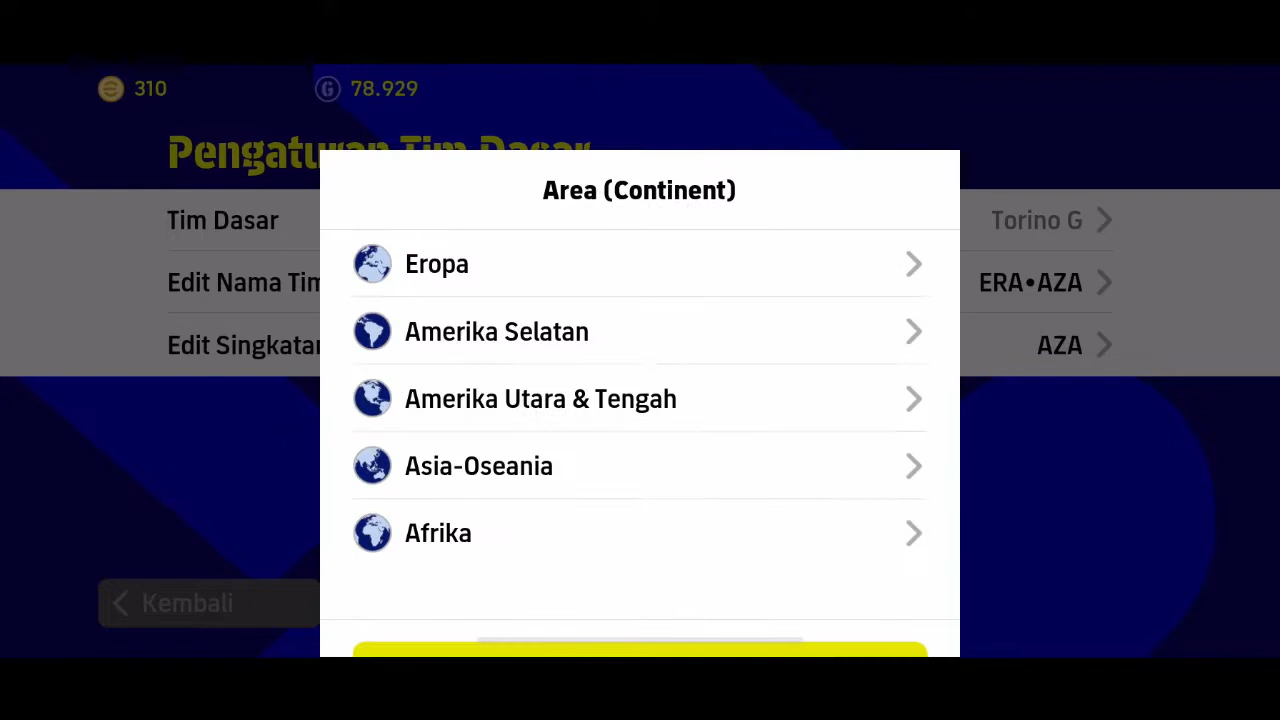 310 78.929
Pengaturan Tim Dasar
Area (Continent)
Tim Dasar Torino G
Edit Nama Tim ERA•AZA
Edit Singkatan AZA
Eropa
Amerika Selatan
Amerika Utara & Tengah
Asia-Oseania
Afrika
Kembali